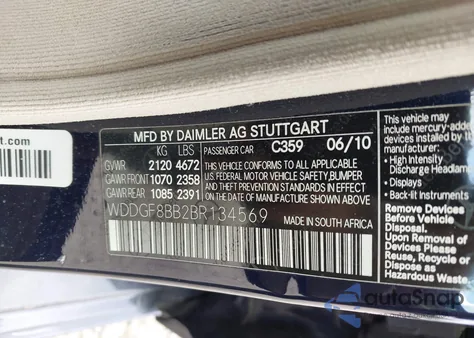 t.com
MFD BY DAIMLER AG STUTTGART
KG LBS PASSENGER CAR C359 06/10
GVWR 2120 4672
GAWR FRONT 1070 2358
GAWR REAR 1085 2391
THIS VEHICLE CONFORMS TO ALL APPLICABLE
U.S. FEDERAL MOTOR VEHICLE SAFETY,BUMPER
AND THEFT PREVENTION STANDARDS IN EFFECT
ON THE DATE OF MANUFACTURE SHOWN ABOVE
WDDGF8BB2BR134569
MADE IN SOUTH AFRICA
This vehicle may
include mercury-added
devices installed by th
- High Intensity
Discharge Headlam
- Displays
- Back-lit Instruments
Remove Devices
Before Vehicle
Disposal. Upon
Removal of Devices
Please Reuse,
Recycle or Dispose
as Hazardous Waste.
autoSnap